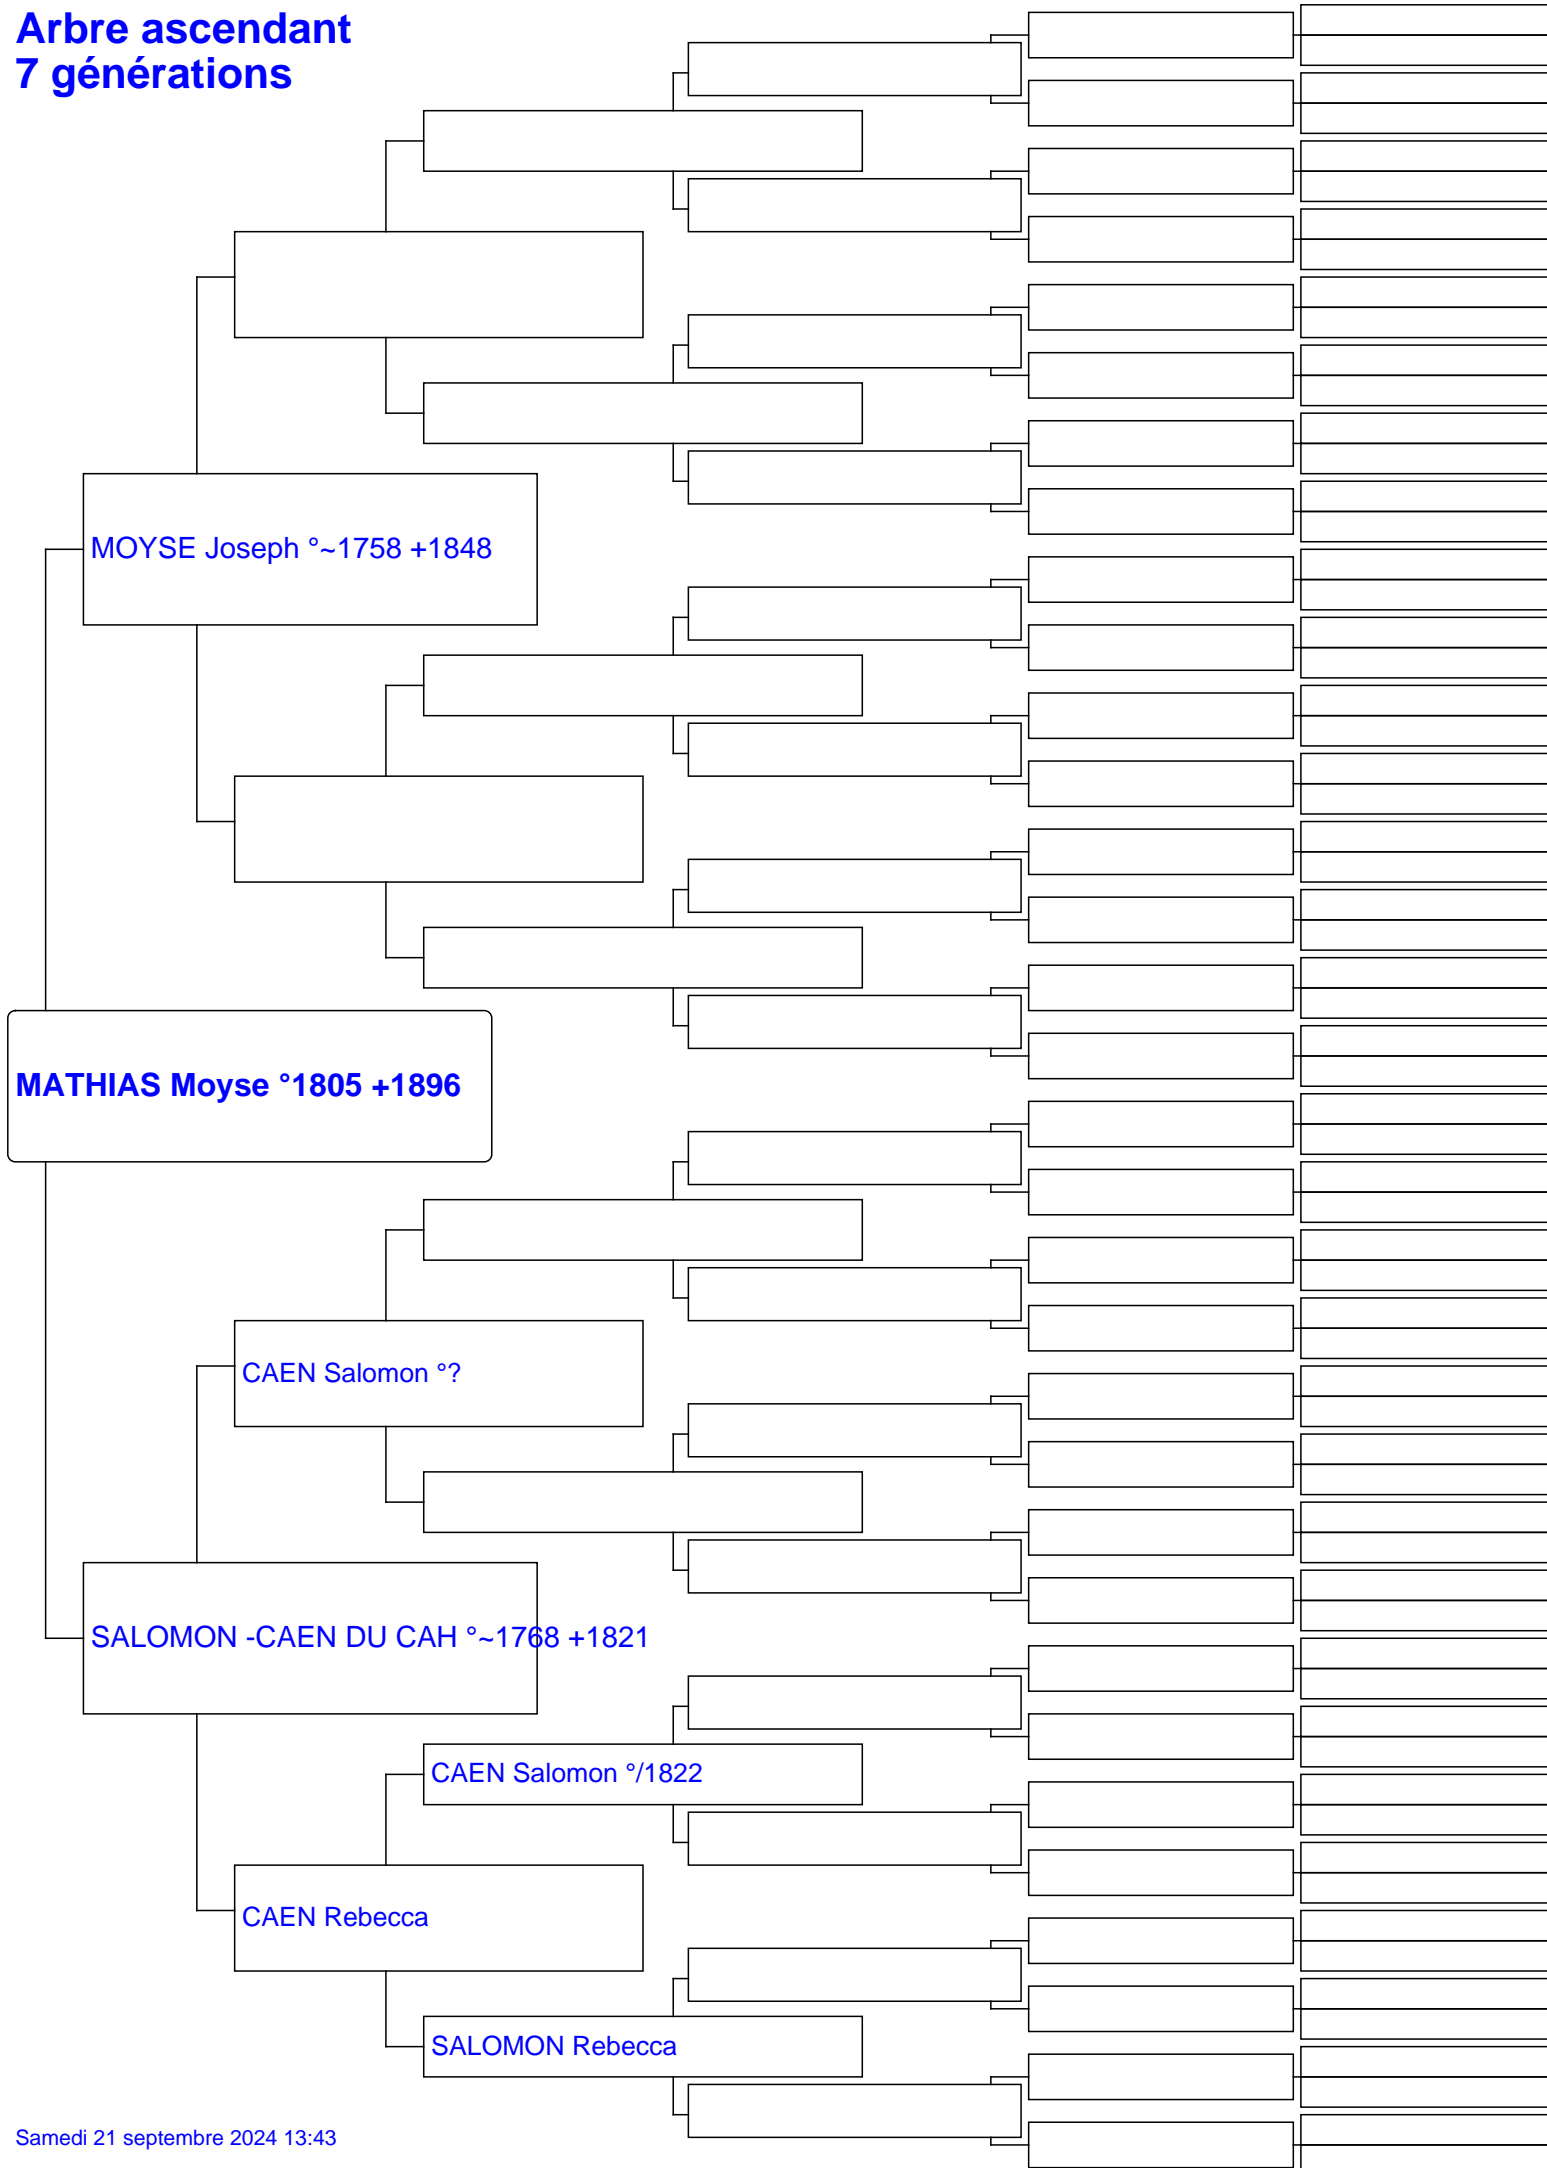 Arbre ascendant
7 générations
MOYSE Joseph °~1758 +1848
MATHIAS Moyse °1805 +1896
CAEN Salomon °?
SALOMON -CAEN DU CAH °~1768 +1821
CAEN Salomon °/1822
CAEN Rebecca
SALOMON Rebecca
Samedi 21 septembre 2024 13:43